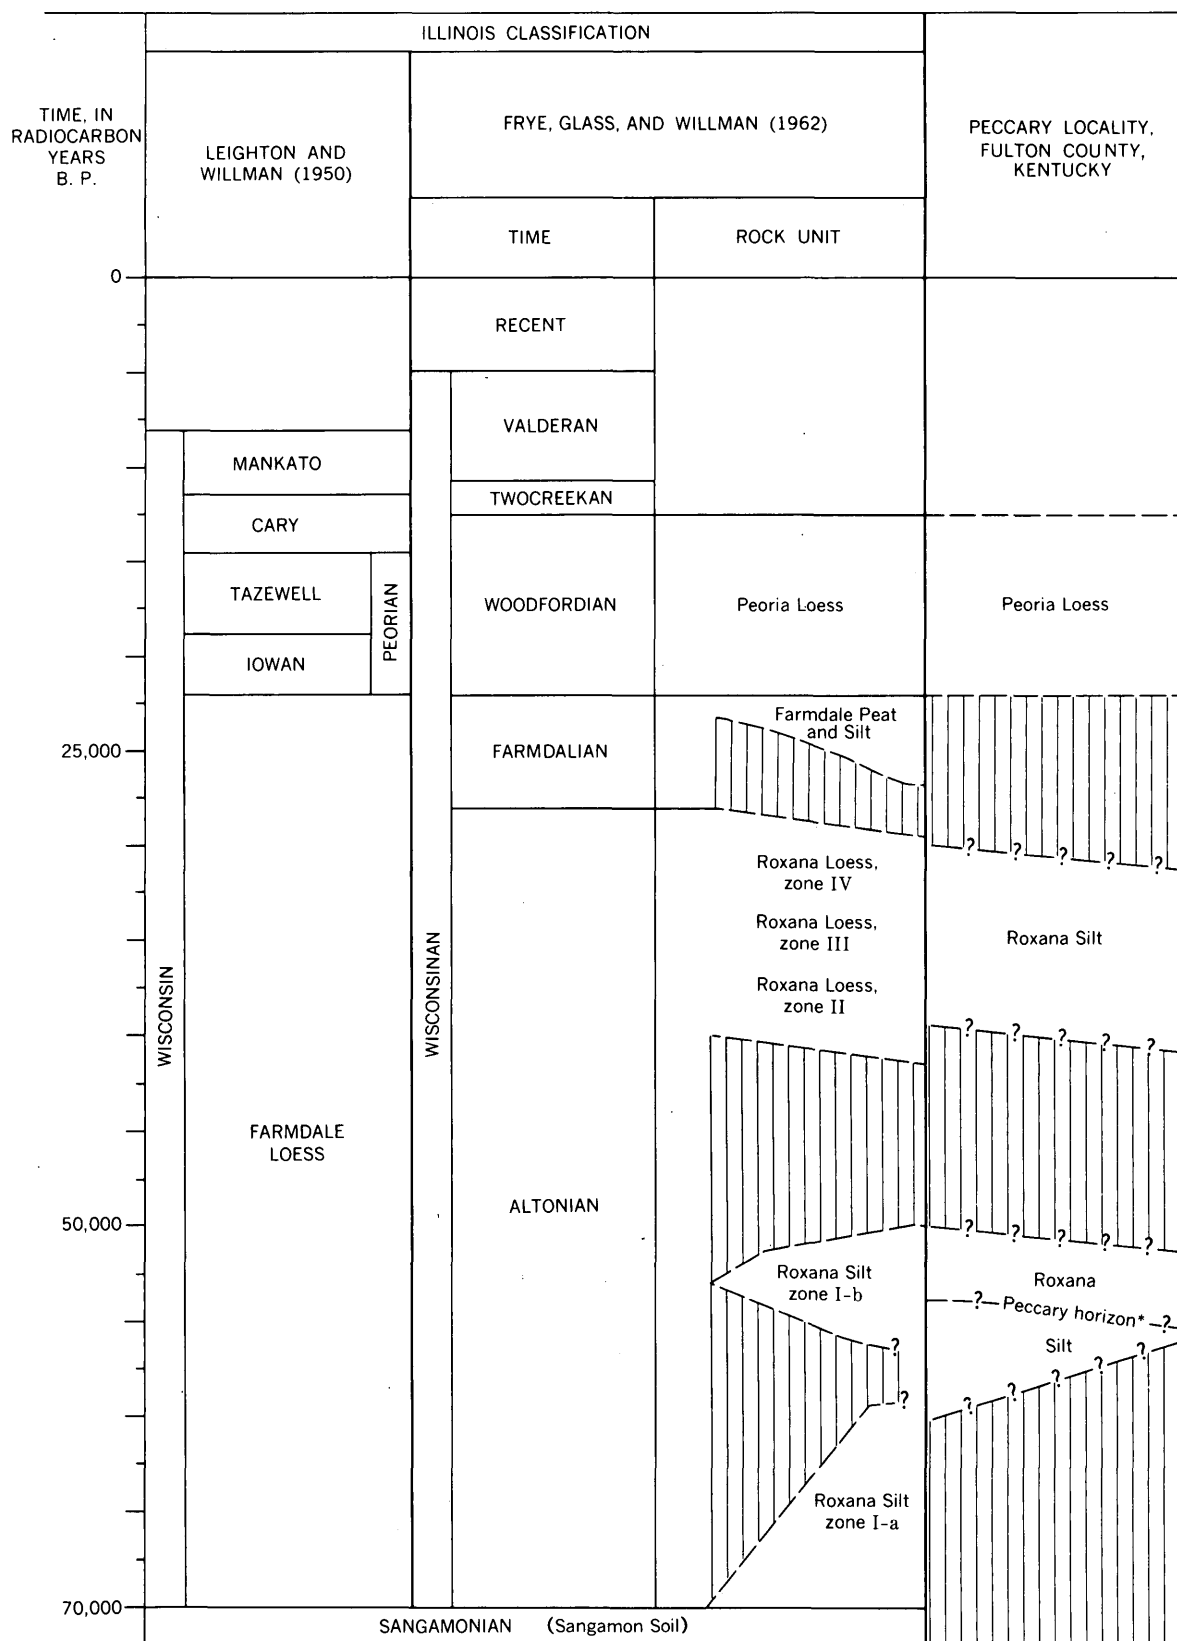 ILLINOIS CLASSIFICATION
TIME, IN
RADIOCARBON
YEARS
B. P.
LEIGHTON AND
WILLMAN (1950)
FRYE, GLASS, AND WILLMAN (1962)
TIME
ROCK UNIT
PECCARY LOCALITY,
FULTON COUNTY,
KENTUCKY
0
25,000
50,000
70,000
WISCONSIN
MANKATO
CARY
TAZEWELL
IOWAN
PEORIAN
FARMDALE
LOESS
WISCONSINAN
RECENT
VALDERAN
TWOCREEKAN
WOODFORDIAN
FARMDALIAN
ALTONIAN
Peoria Loess
Farmdale Peat
and Silt
Roxana Loess,
zone IV
Roxana Loess,
zone III
Roxana Loess,
zone II
Roxana Silt
zone I-b
? 
?
Roxana Silt
zone I-a
Peoria Loess
? ? ? ? ?
Roxana Silt
? ? ? ? ?
? ? ? ? ?
Roxana
? Peccary horizon* ?
Silt
? ? ? ? ?
SANGAMONIAN (Sangamon Soil)